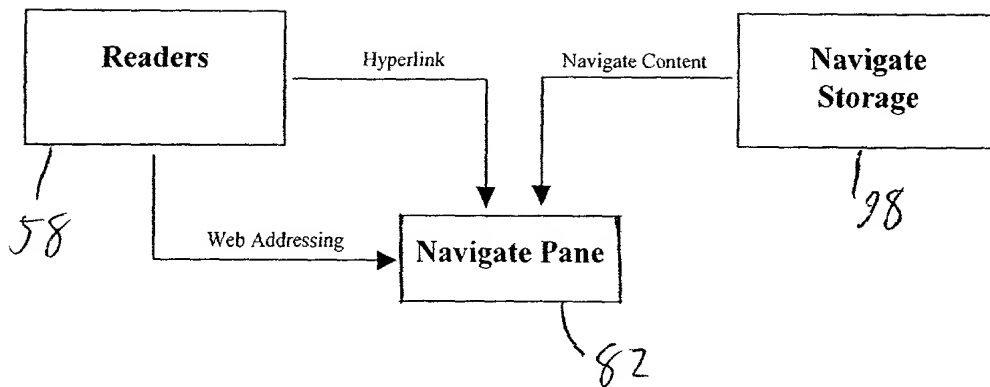 Readers
Hyperlink
Navigate Content
Navigate
Storage
58
98
Web Addressing
Navigate Pane
82